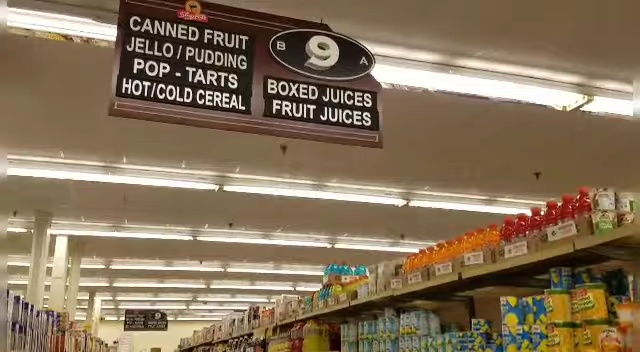 CANNED FRUIT
JELLO / PUDDING
POP - TARTS
HOT/COLD CEREAL
B 9 A
BOXED JUICES
FRUIT JUICES